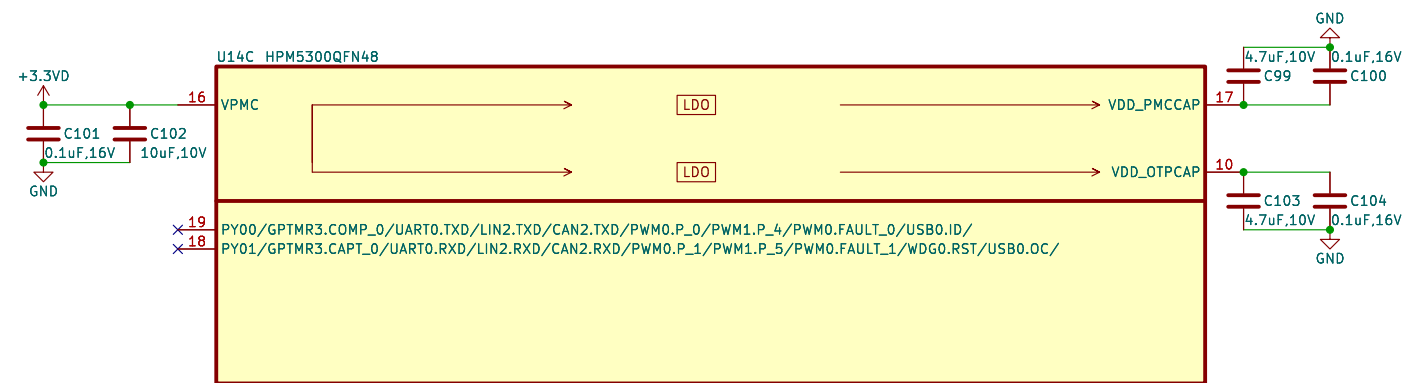 GND
U14C HPM5300QFN48
4.7uF,10V
0.1uF,16V
+3.3VD
C99
C100
16
VPMC
LDO
VDD_PMCCAP
17
C101
C102
0.1uF,16V
10uF,10V
LDO
VDD_OTPCAP
10
GND
C103
C104
4.7uF,10V
0.1uF,16V
19
PY00/GPTMR3.COMP_0/UART0.TXD/LIN2.TXD/CAN2.TXD/PWM0.P_0/PWM1.P_4/PWM0.FAULT_0/USB0.ID/
18
PY01/GPTMR3.CAPT_0/UART0.RXD/LIN2.RXD/CAN2.RXD/PWM0.P_1/PWM1.P_5/PWM0.FAULT_1/WDG0.RST/USB0.OC/
GND